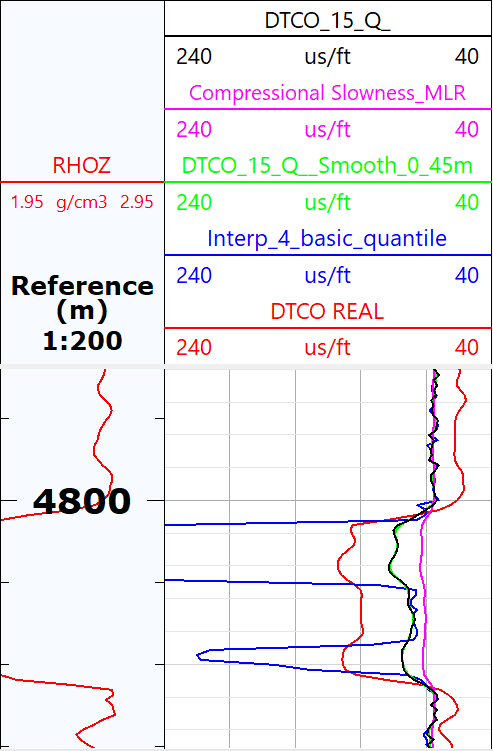 DTCO_15_Q_
240 us/ft 40
Compressional Slowness_MLR
240 us/ft 40
RHOZ DTCO_15_Q__Smooth_0_45m
1.95 g/cm3 2.95 240 us/ft 40
Interp_4_basic_quantile
Reference
(m)
1:200
240 us/ft 40
DTCO REAL
240 us/ft 40
4800